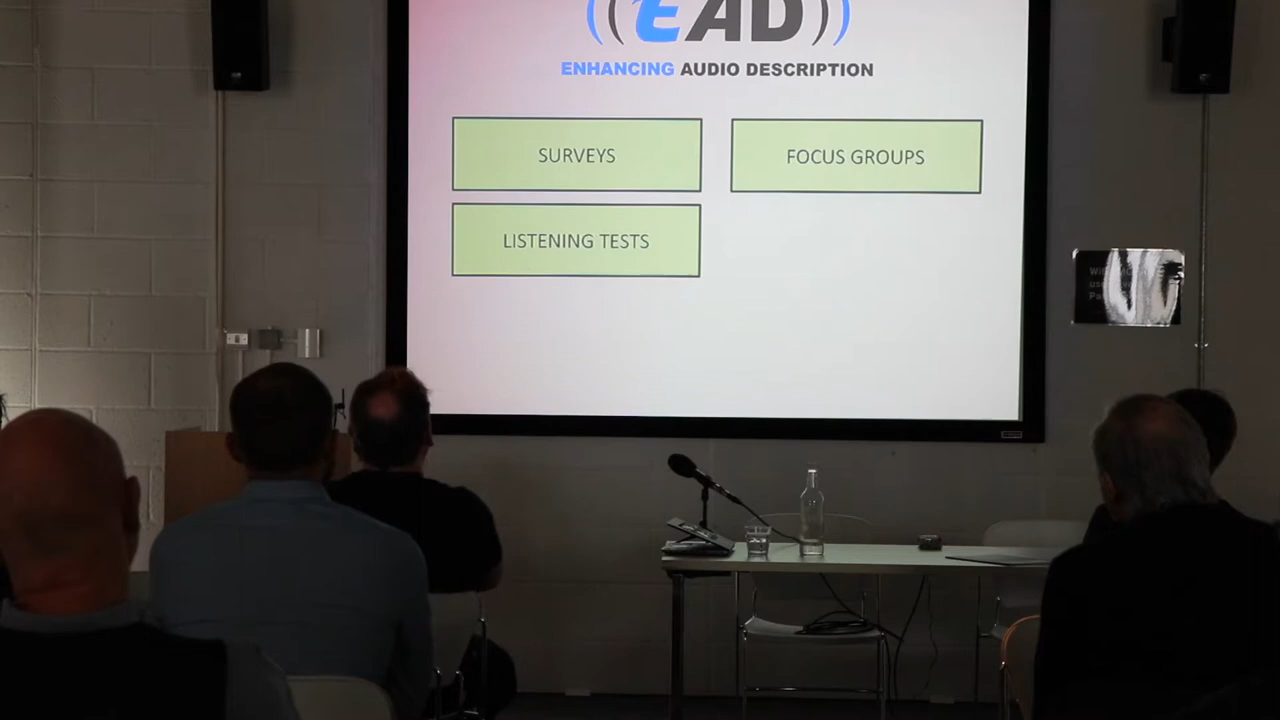 EAD
ENHANCING AUDIO DESCRIPTION
SURVEYS
FOCUS GROUPS
LISTENING TESTS